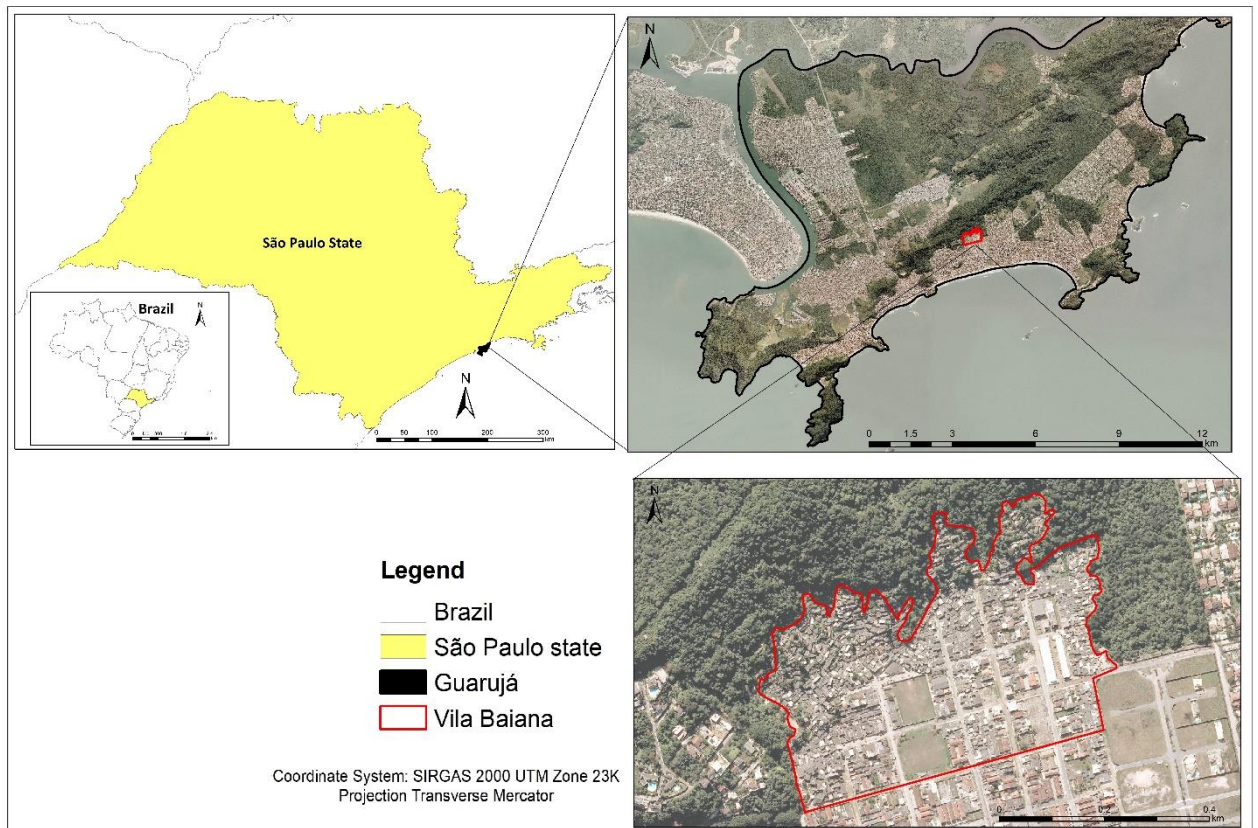 N
São Paulo State
Brazil
N
N
0 50 100 200 300
km
N
0 1.5 3 6 9 12
km
N
0 0.2 0.4
km
Legend
Brazil
São Paulo state
Guarujá
Vila Baiana
Coordinate System: SIRGAS 2000 UTM Zone 23K
Projection Transverse Mercator